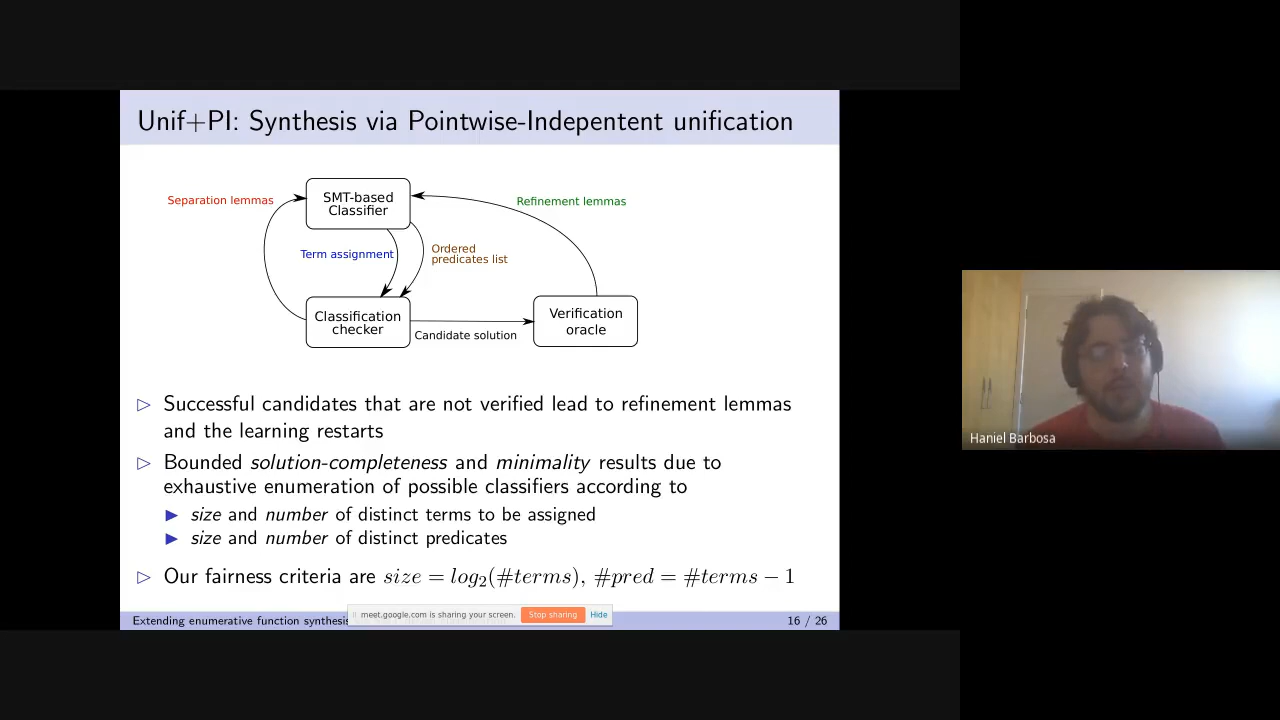 Unif+PI: Synthesis via Pointwise-Indepentent unification
Separation lemmas
SMT-based
Classifier
Refinement lemmas
Term assignment
Ordered
predicates list
Classification
checker
Candidate solution
Verification
oracle
▷ Successful candidates that are not verified lead to refinement lemmas
and the learning restarts
▷ Bounded solution-completeness and minimality results due to
exhaustive enumeration of possible classifiers according to
▶ size and number of distinct terms to be assigned
▶ size and number of distinct predicates
▷ Our fairness criteria are size = log₂(#terms), #pred = #terms − 1
meet.google.com is sharing your screen. Stop sharing Hide
Extending enumerative function synthesis
16 / 26
Haniel Barbosa